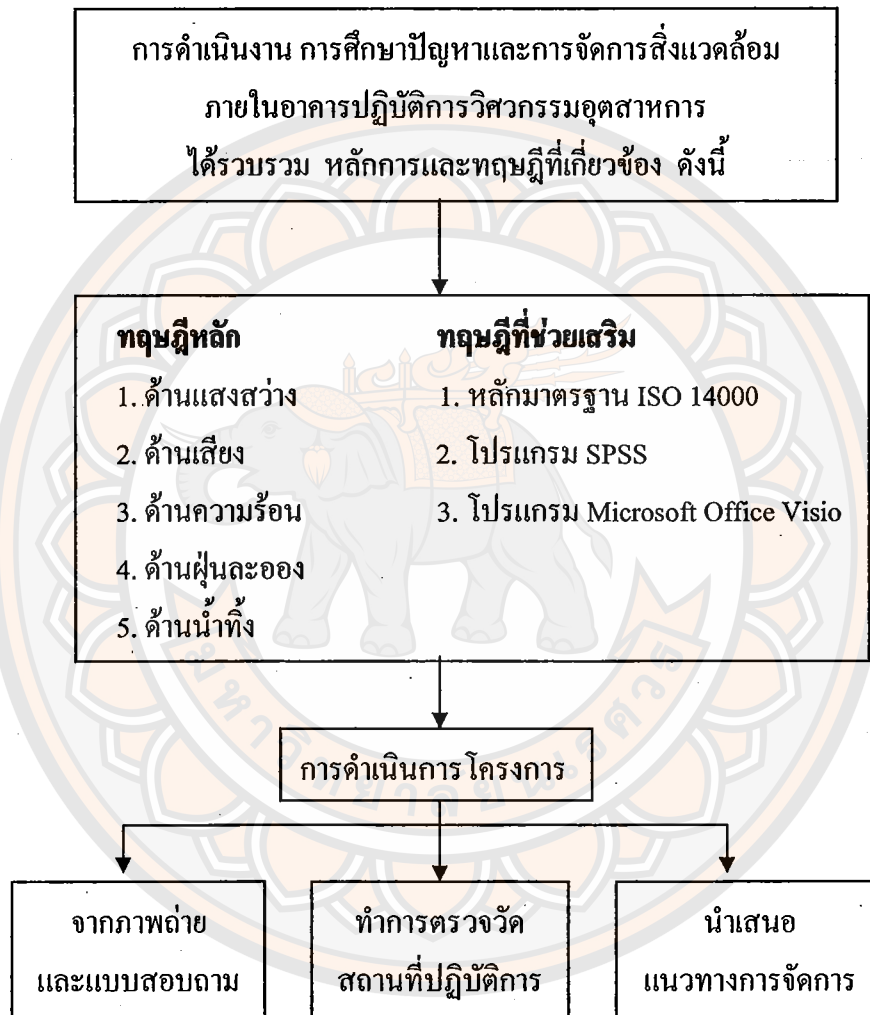 การดำเนินงาน การศึกษาปัญหาและการจัดการสิ่งแวดล้อม
ภายในอาคารปฏิบัติการวิศวกรรมอุตสาหการ
ได้รวบรวม หลักการและทฤษฎีที่เกี่ยวข้อง ดังนี้
ทฤษฎีหลัก
1. ด้านแสงสว่าง
2. ด้านเสียง
3. ด้านความร้อน
4. ด้านฝุ่นละออง
5. ด้านน้ำทิ้ง
ทฤษฎีที่ช่วยเสริม
1. หลักมาตรฐาน ISO 14000
2. โปรแกรม SPSS
3. โปรแกรม Microsoft Office Visio
การดำเนินการโครงการ
จากภาพถ่าย
และแบบสอบถาม
ทำการตรวจวัด
สถานที่ปฏิบัติการ
นำเสนอ
แนวทางการจัดการ
มหาวิทยาลัยนเรศวร